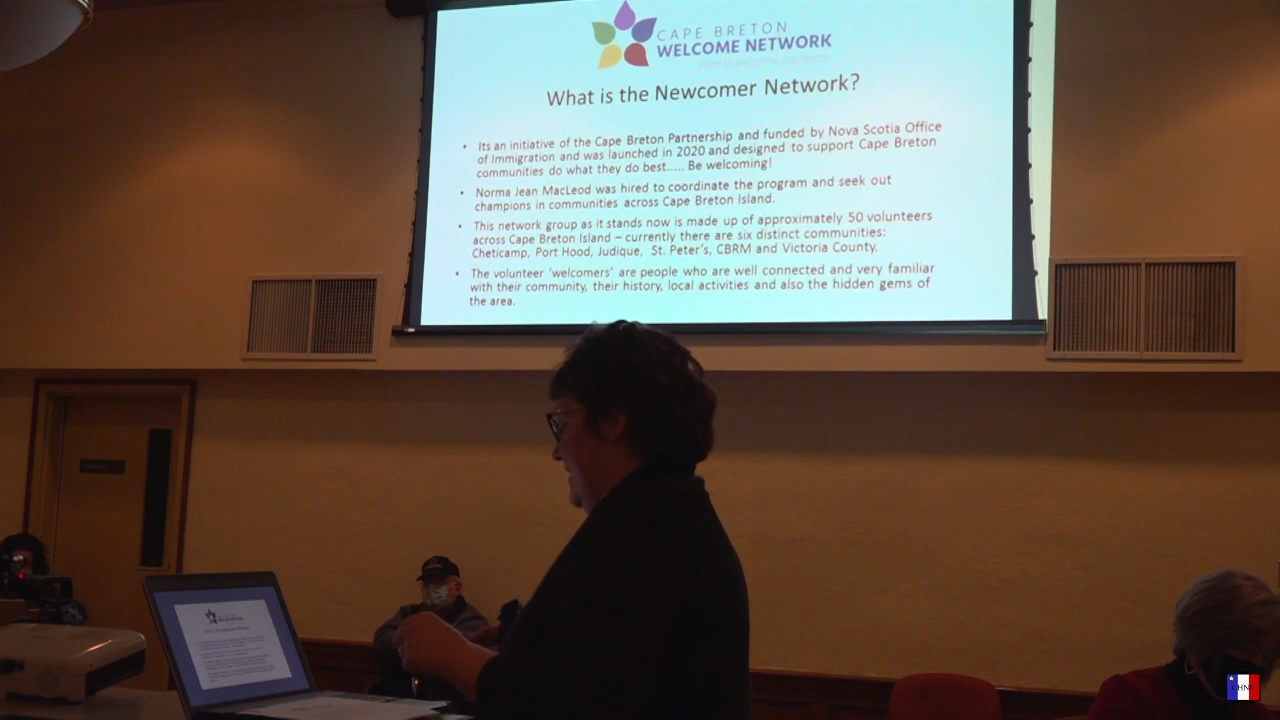 CAPE BRETON
WELCOME NETWORK
What is the Newcomer Network?
• Its an initiative of the Cape Breton Partnership and funded by Nova Scotia Office
of Immigration and was launched in 2020 and designed to support Cape Breton
communities do what they do best..... Be welcoming!
• Norma Jean MacLeod was hired to coordinate the program and seek out
champions in communities across Cape Breton Island.
• This network group as it stands now is made up of approximately 50 volunteers
across Cape Breton Island – currently there are six distinct communities:
Cheticamp, Port Hood, Judique, St. Peter's, CBRM and Victoria County.
• The volunteer 'welcomers' are people who are well connected and very familiar
with their community, their history, local activities and also the hidden gems of
the area.